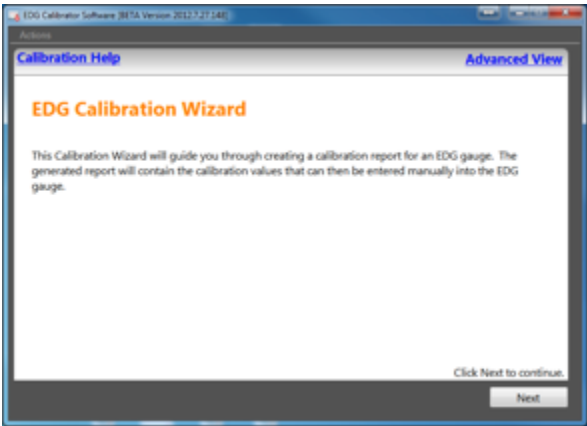 EDG Calibrator Software [BETA Version 2012.7.27.148]
Actions
Calibration Help
Advanced View
EDG Calibration Wizard
This Calibration Wizard will guide you through creating a calibration report for an EDG gauge. The
generated report will contain the calibration values that can then be entered manually into the EDG
gauge.
Click Next to continue.
Next